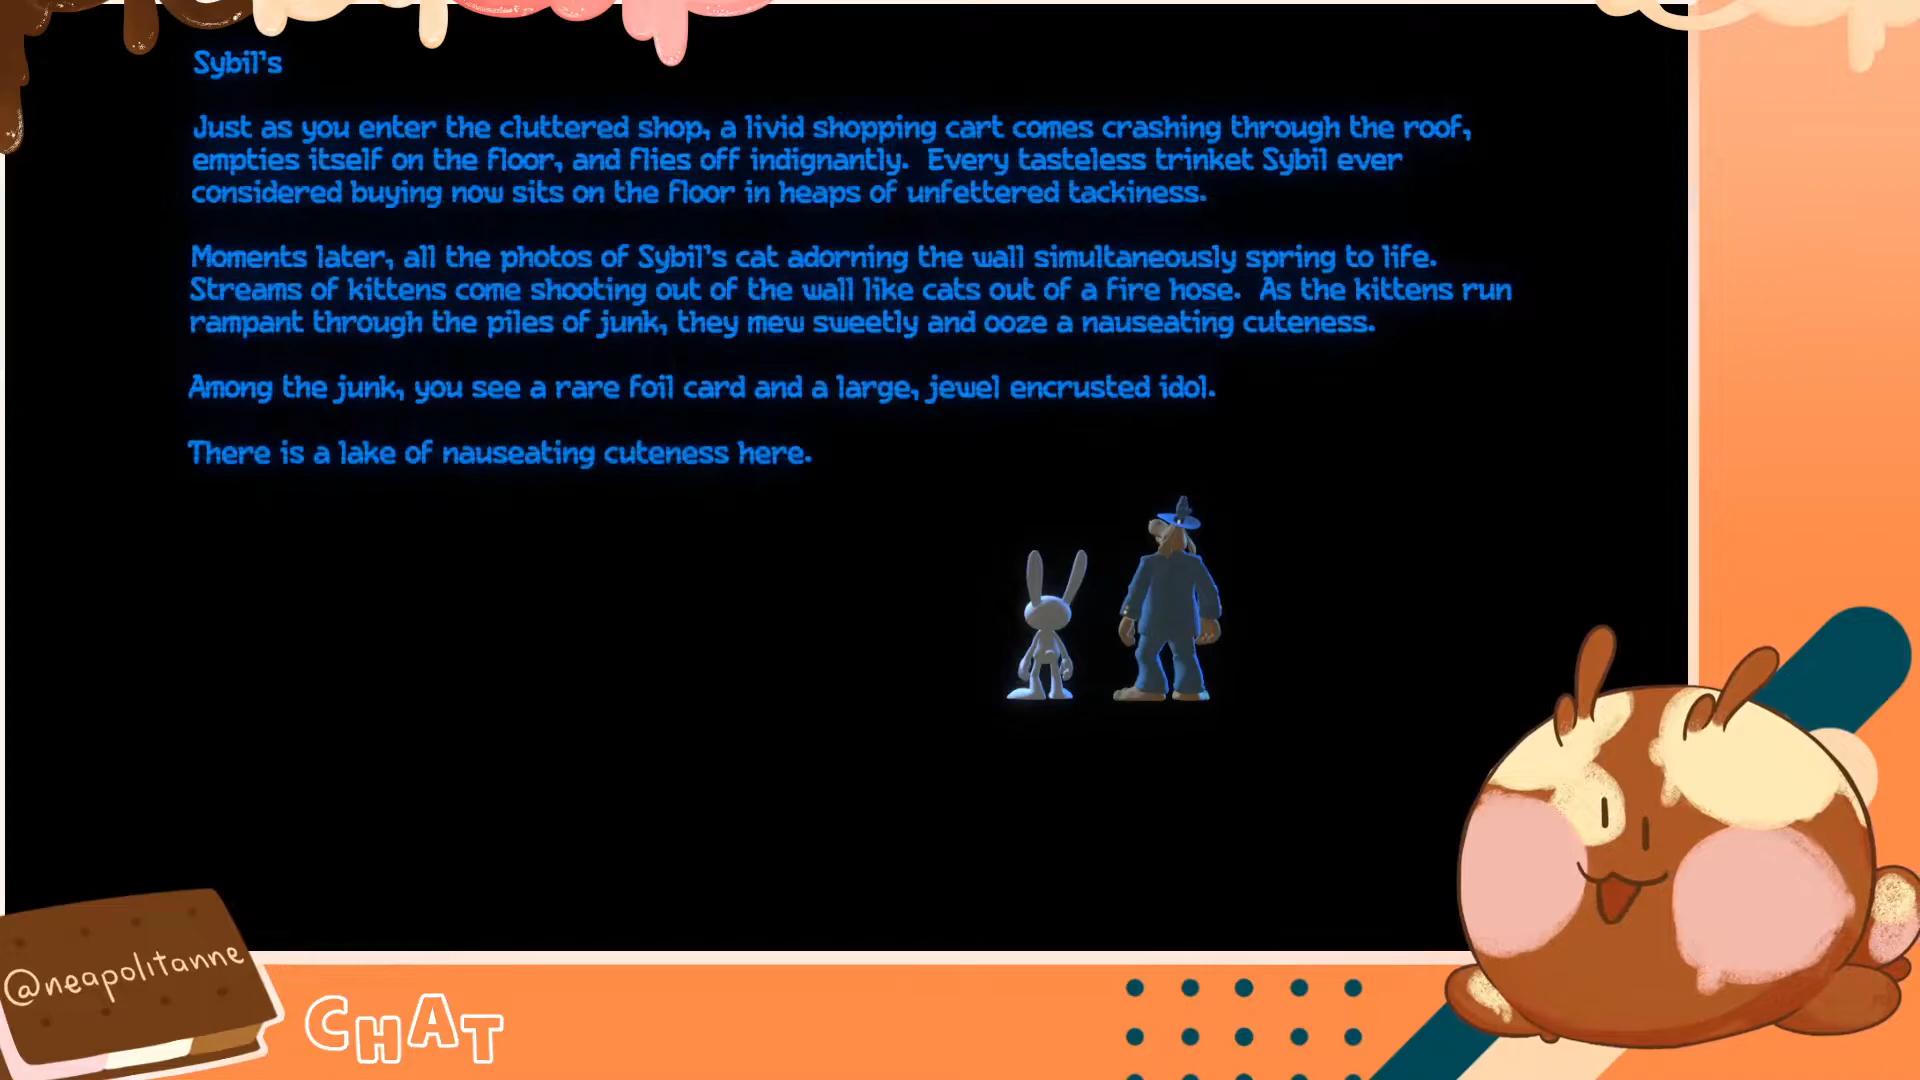 Sybil's
Just as you enter the cluttered shop, a livid shopping cart comes crashing through the roof,
empties itself on the floor, and flies off indignantly.  Every tasteless trinket Sybil ever
considered buying now sits on the floor in heaps of unfettered tackiness.
Moments later, all the photos of Sybil's cat adorning the wall simultaneously spring to life.
Streams of kittens come shooting out of the wall like cats out of a fire hose.  As the kittens run
rampant through the piles of junk, they mew sweetly and ooze a nauseating cuteness.
Among the junk, you see a rare foil card and a large, jewel encrusted idol.
There is a lake of nauseating cuteness here.
@neapolitanne
CHAT